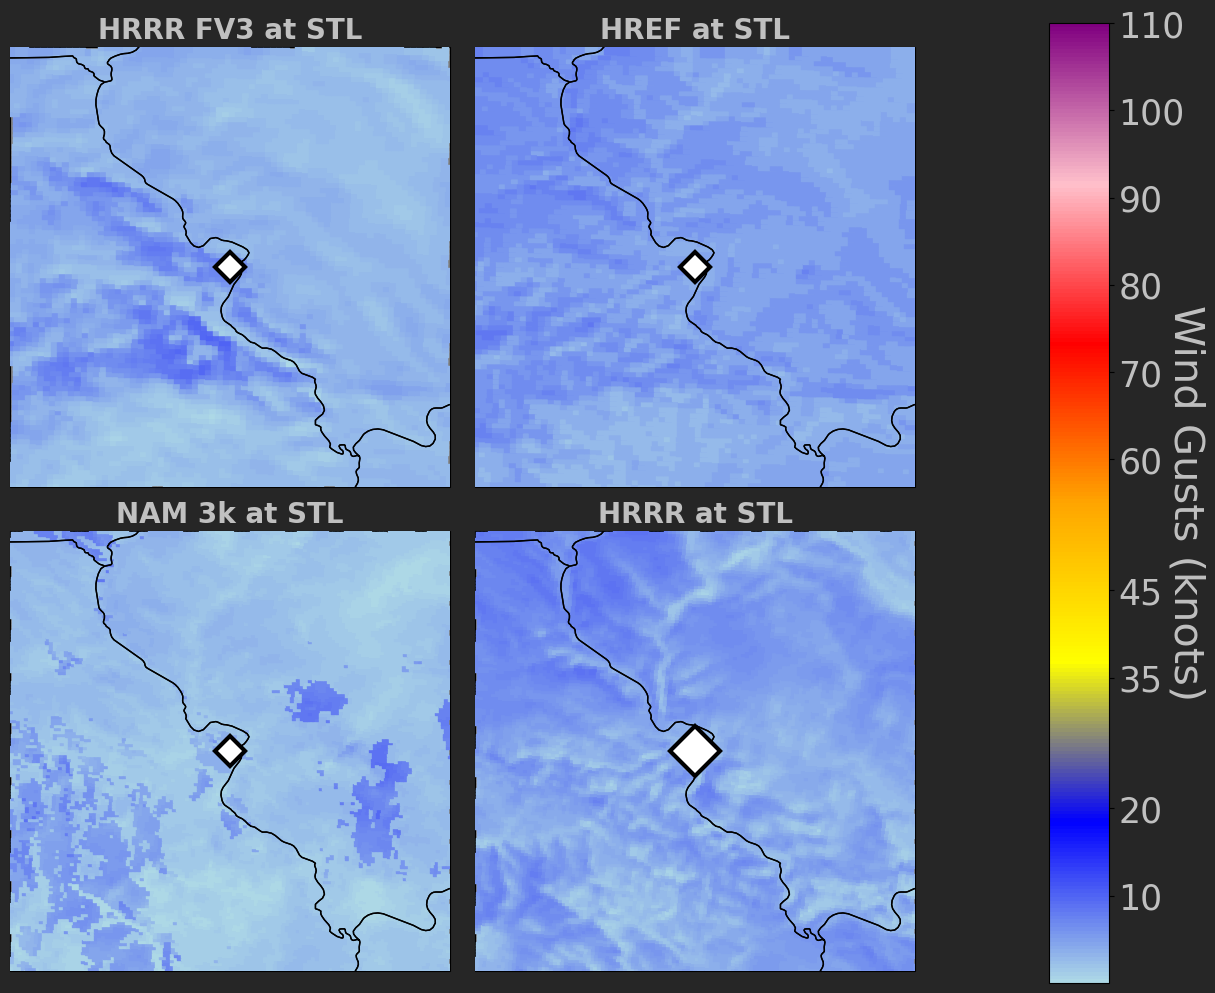 HRRR FV3 at STL
HREF at STL
NAM 3k at STL
HRRR at STL
110
100
90
80
70
60
45
35
20
10
Wind Gusts (knots)